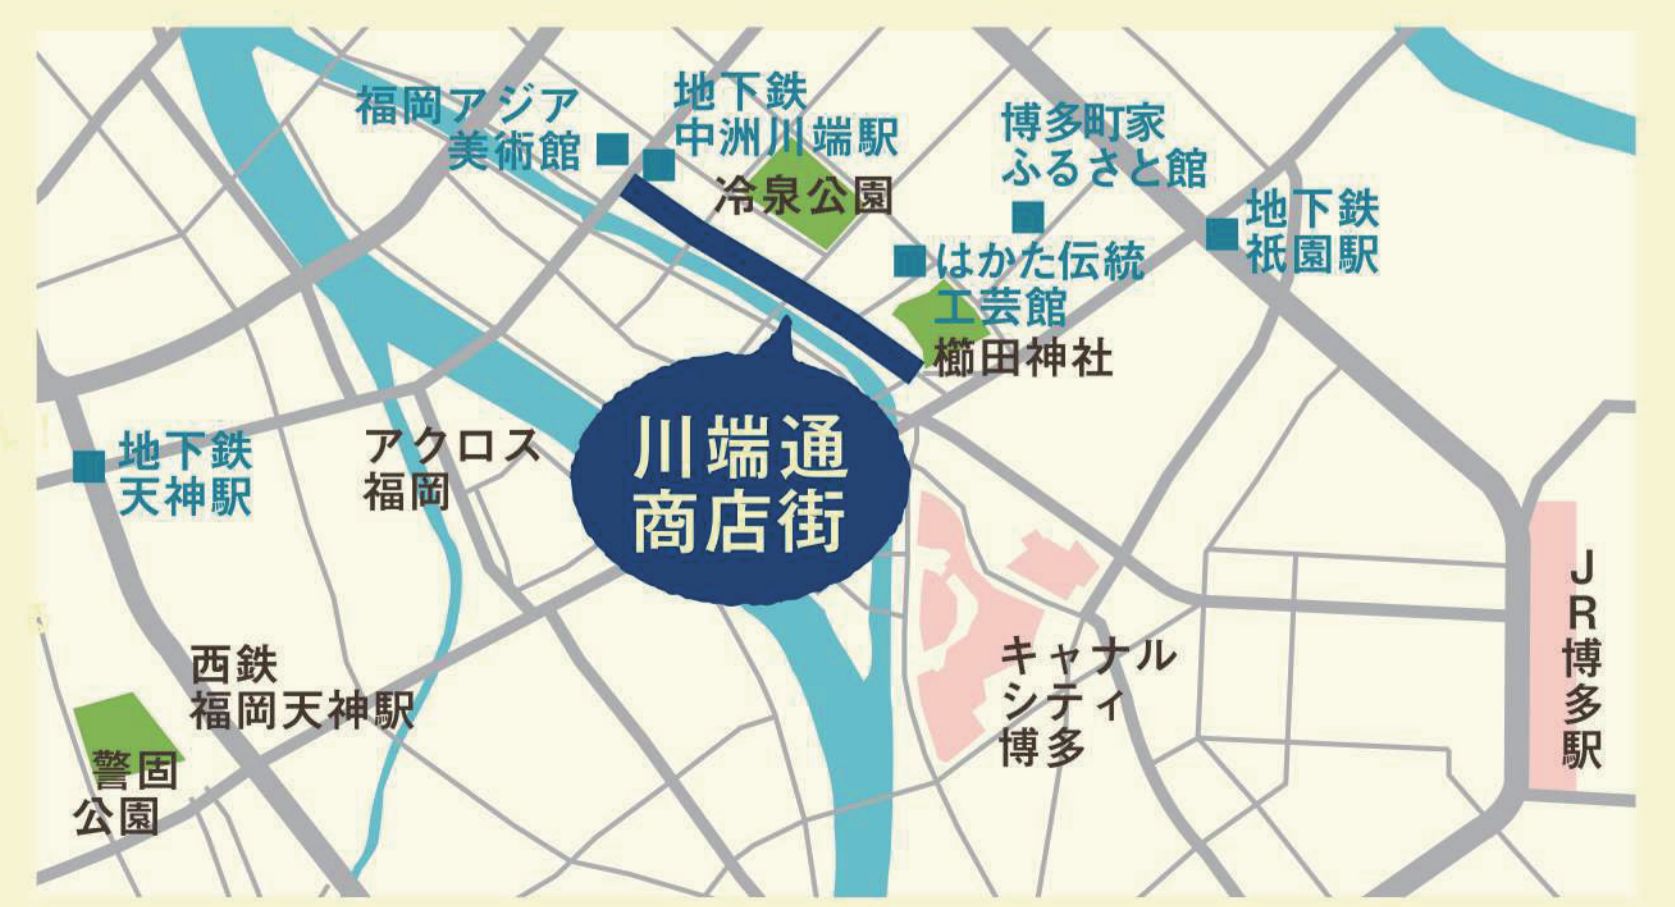 福岡アジア
美術館
地下鉄
中洲川端駅
冷泉公園
博多町家
ふるさと館
地下鉄
祇園駅
はかた伝統
工芸館
櫛田神社
川端通
商店街
地下鉄
天神駅
アクロス
福岡
西鉄
福岡天神駅
警固
公園
キャナル
シティ
博多
JR博多駅